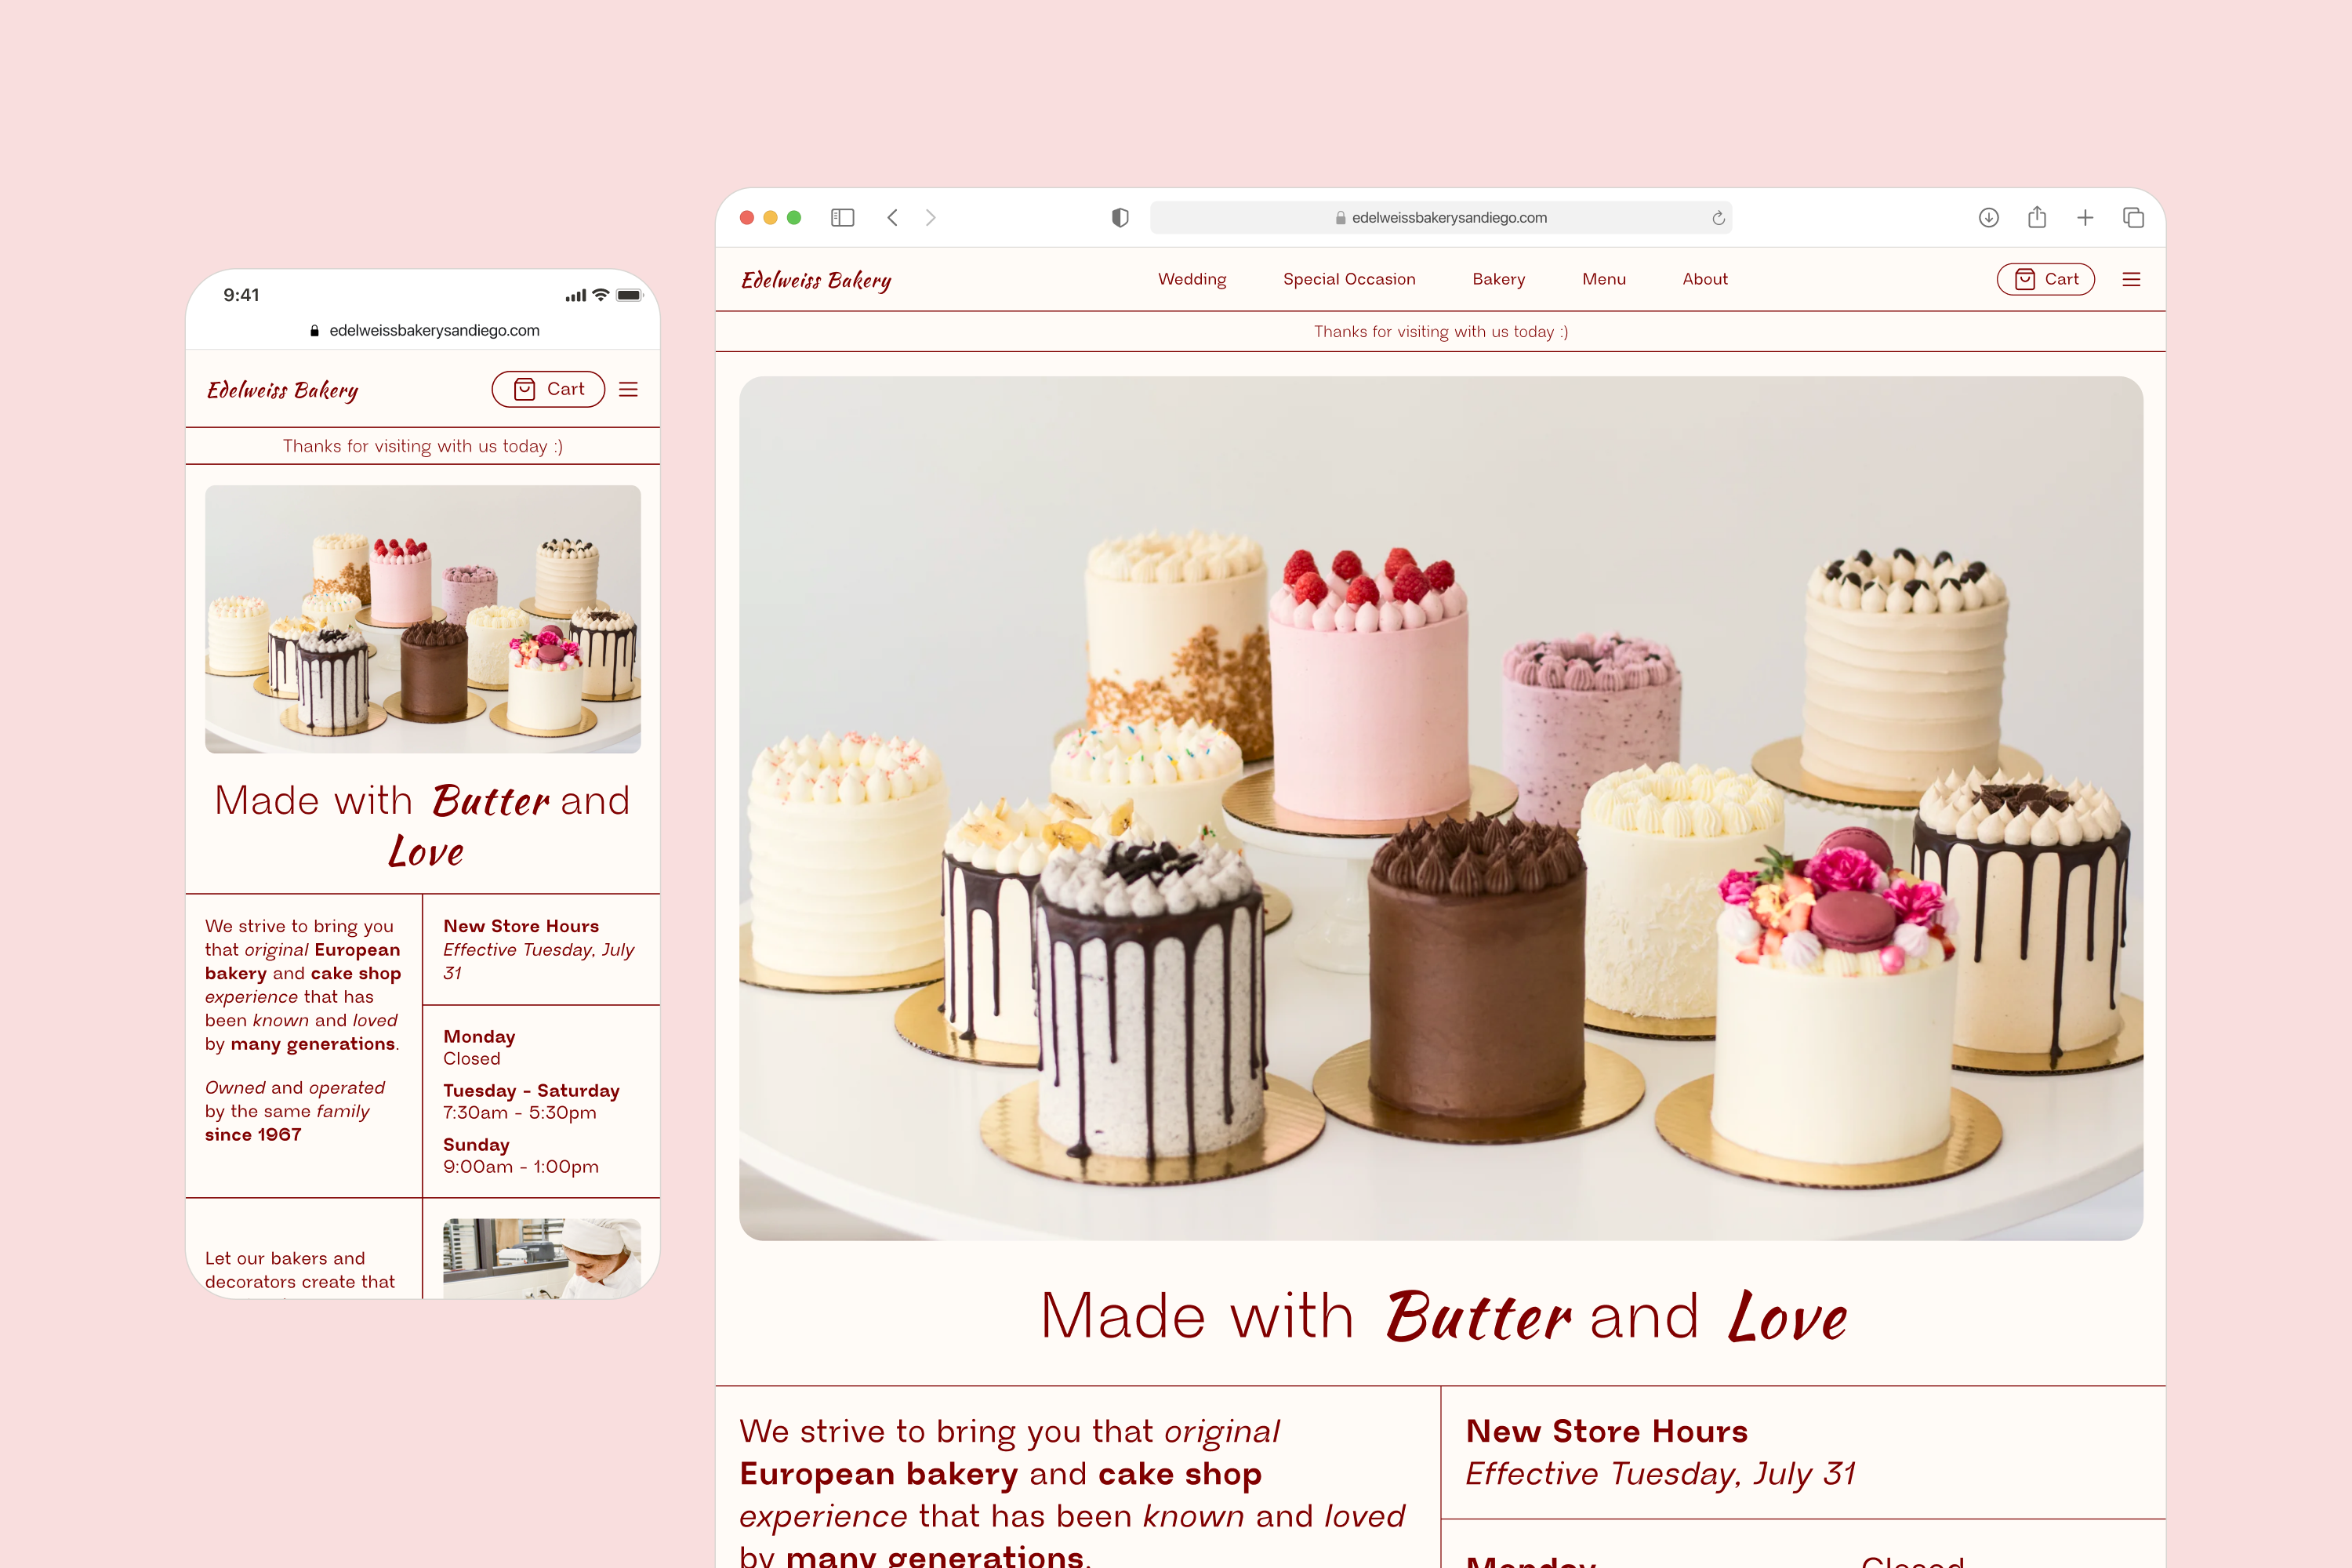 9:41
edelweissbakerysandiego.com
Edelweiss Bakery
Cart
Thanks for visiting with us today :)
Made with Butter and
Love
We strive to bring you
that original European
bakery and cake shop
experience that has
been known and loved
by many generations.
Owned and operated
by the same family
since 1967
New Store Hours
Effective Tuesday, July
31
Monday
Closed
Tuesday - Saturday
7:30am - 5:30pm
Sunday
9:00am - 1:00pm
Let our bakers and
decorators create that
edelweissbakerysandiego.com
Edelweiss Bakery
Wedding
Special Occasion
Bakery
Menu
About
Cart
Thanks for visiting with us today :)
Made with Butter and Love
We strive to bring you that original
European bakery and cake shop
experience that has been known and loved
by many generations.
New Store Hours
Effective Tuesday, July 31
Monday
Closed